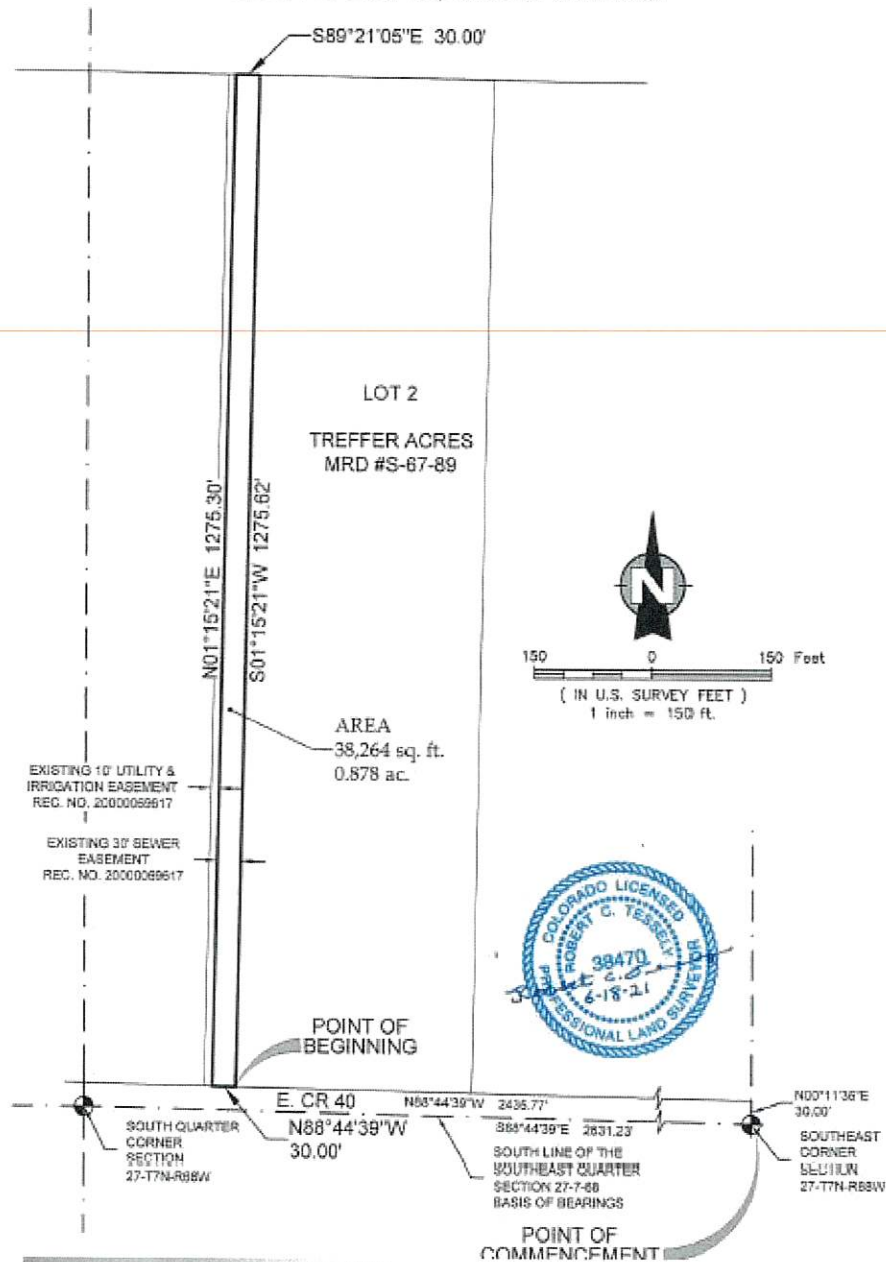 S89°21'05"E 30.00'
LOT 2
TREFFER ACRES
MRD #S-67-89
N01°15'21"E 1275.30'
S01°15'21"W 1275.62'
N
150 0 150 Feet
( IN U.S. SURVEY FEET )
1 inch = 150 ft.
AREA
38,264 sq. ft.
0.878 ac.
EXISTING 10' UTILITY &
IRRIGATION EASEMENT
REC. NO. 20000069617
EXISTING 30' SEWER
EASEMENT
REC. NO. 20000069617
COLORADO LICENSED
ROBERT C. TESSELY
38470
6-18-21
PROFESSIONAL LAND SURVEYOR
POINT OF
BEGINNING
E. CR 40
N88°44'39"W 2435.77'
N88°44'39"W
30.00'
S88°44'39"E 2631.23'
N00°11'36"E
30.00'
SOUTH QUARTER
CORNER
SECTION
27-T7N-R68W
SOUTH LINE OF THE
SOUTHEAST QUARTER
SECTION 27-7-68
BASIS OF BEARINGS
SOUTHEAST
CORNER
SECTION
27-T7N-R68W
POINT OF
COMMENCEMENT